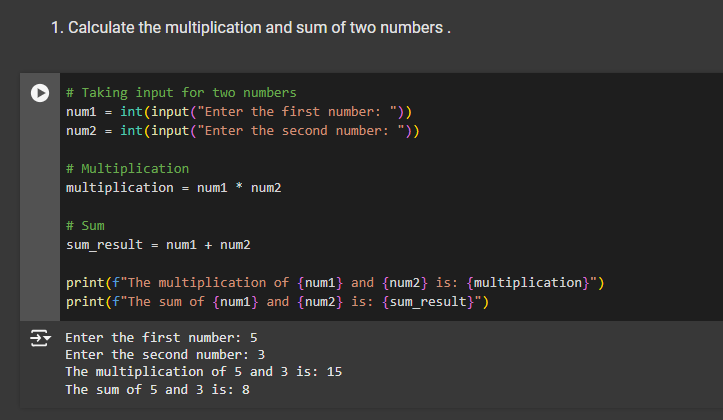 1. Calculate the multiplication and sum of two numbers .
# Taking input for two numbers
num1 = int(input("Enter the first number: "))
num2 = int(input("Enter the second number: "))
# Multiplication
multiplication = num1 * num2
# Sum
sum_result = num1 + num2
print(f"The multiplication of {num1} and {num2} is: {multiplication}")
print(f"The sum of {num1} and {num2} is: {sum_result}")
Enter the first number: 5
Enter the second number: 3
The multiplication of 5 and 3 is: 15
The sum of 5 and 3 is: 8